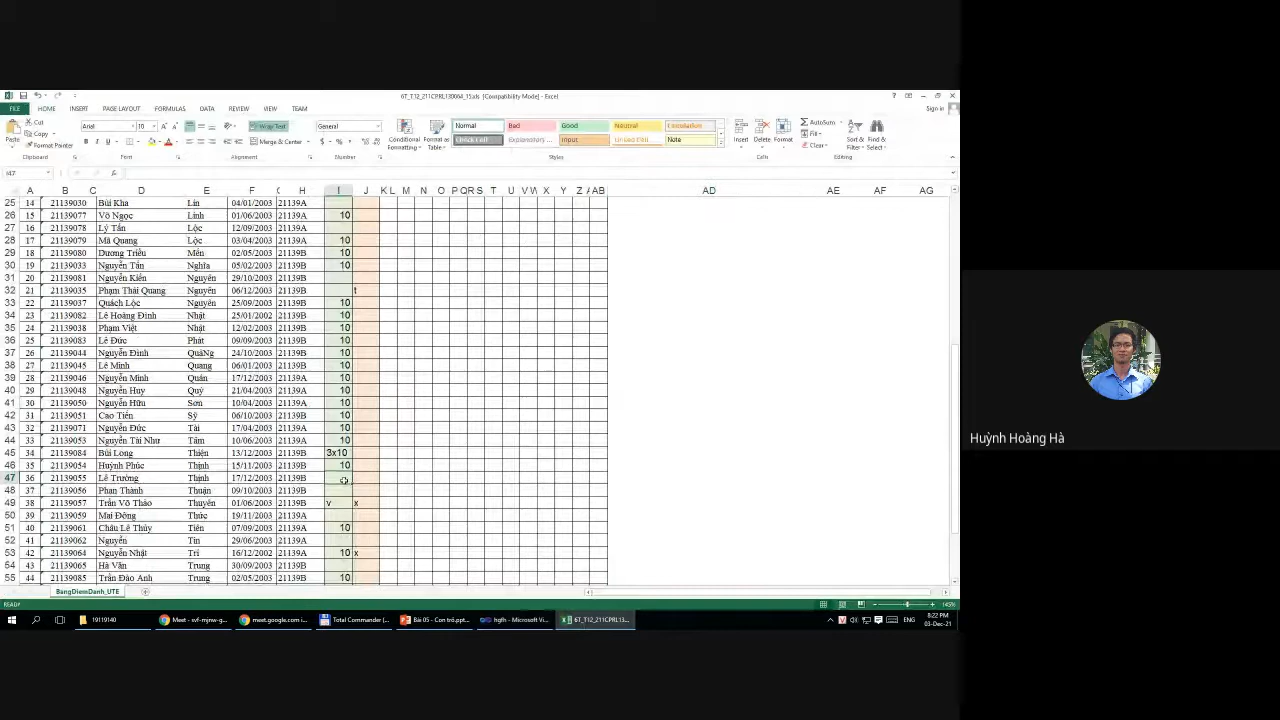 6T_T12_211CPRL130064_15.xls [Compatibility Mode] - Excel
FILE HOME INSERT PAGE LAYOUT FORMULAS DATA REVIEW VIEW TEAM Sign in
Cut Arial 10 Wrap Text General Normal Bad Good Neutral Calculation AutoSum
Copy Fill
Paste Format Painter Merge & Center Conditional Formatting Format as Table Check Cell Explanatory ... Input Note Insert Delete Format Clear Sort & Filter Find & Select
Clipboard Font Alignment Number Styles Cells Editing
I47
A B C D E F H I J K L M N O P Q R S T U V W X Y Z A AB AD AE AF AG
25 14 21139030 Bùi Kha Lin 04/01/2003 21139A
26 15 21139077 Võ Ngọc Linh 01/06/2003 21139A 10
27 16 21139078 Lý Tấn Lộc 12/09/2003 21139A
28 17 21139079 Mã Quang Lộc 03/04/2003 21139A 10
29 18 21139080 Dương Triều Mến 02/05/2003 21139B 10
30 19 21139033 Nguyễn Tấn Nghĩa 05/02/2003 21139B 10
31 20 21139081 Nguyễn Kiến Nguyên 29/10/2003 21139B
32 21 21139035 Phạm Thái Quang Nguyên 06/12/2003 21139B t
33 22 21139037 Quách Lộc Nguyên 25/09/2003 21139B 10
34 23 21139082 Lê Hoàng Đình Nhật 25/01/2002 21139B 10
35 24 21139038 Phạm Việt Nhật 12/02/2003 21139B 10
36 25 21139083 Lê Đức Phát 09/09/2003 21139B 10
37 26 21139044 Nguyễn Đình QuảNg 24/10/2003 21139B 10
38 27 21139045 Lê Minh Quang 06/01/2003 21139B 10
39 28 21139046 Nguyễn Minh Quân 17/12/2003 21139A 10
40 29 21139048 Nguyễn Huy Quý 21/04/2003 21139A 10
41 30 21139050 Nguyễn Hữu Sơn 10/04/2003 21139B 10
42 31 21139051 Cao Tiến Sỹ 06/10/2003 21139B 10
43 32 21139071 Nguyễn Đức Tài 17/04/2003 21139A 10
44 33 21139053 Nguyễn Tài Như Tâm 10/06/2003 21139A 10
45 34 21139084 Bùi Long Thiện 13/12/2003 21139B 3x10
46 35 21139054 Huỳnh Phúc Thịnh 15/11/2003 21139B 10
47 36 21139055 Lê Trường Thịnh 17/12/2003 21139B
48 37 21139056 Phan Thành Thuận 09/10/2003 21139B
49 38 21139057 Trần Võ Thảo Thuyên 01/06/2003 21139B v x
50 39 21139059 Mai Đông Thức 19/11/2003 21139B
51 40 21139061 Châu Lê Thủy Tiên 07/09/2003 21139A 10
52 41 21139062 Nguyễn Tin 29/06/2003 21139A
53 42 21139064 Nguyễn Nhật Trí 16/12/2002 21139A 10 x
54 43 21139065 Hà Văn Trung 30/09/2003 21139B
55 44 21139085 Trần Đào Anh Trung 02/05/2003 21139B 10
BangDiemDanh_UTE
READY 145%
19119140 Meet - svf-mjnw-g... meet.google.com i... Total Commander (... Bài 05 - Con trỏ.ppt... hgfh - Microsoft Vi... 6T_T12_211CPRL13... ENG 8:22 PM
03-Dec-21
Huỳnh Hoàng Hà